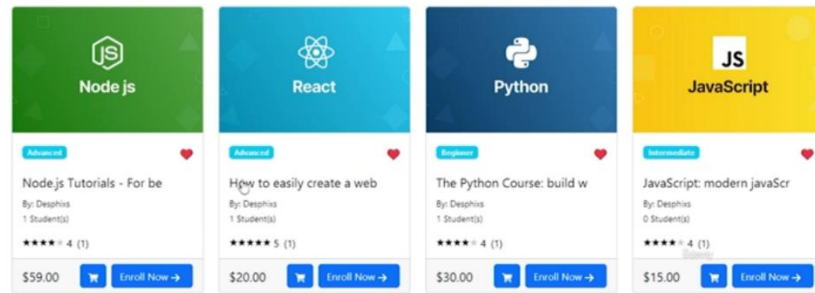 JS
Node js
Advanced
Node.js Tutorials - For be
By: Desphixs
1 Student(s)
★★★★★ 4 (1)
$59.00
Enroll Now →
React
Advanced
How to easily create a web
By: Desphixs
1 Student(s)
★★★★★ 5 (1)
$20.00
Enroll Now →
Python
Beginner
The Python Course: build w
By: Desphixs
1 Student(s)
★★★★★ 4 (1)
$30.00
Enroll Now →
JS
JavaScript
Intermediate
JavaScript: modern javaScr
By: Desphixs
0 Student(s)
★★★★★ 4 (1)
$15.00
Enroll Now →